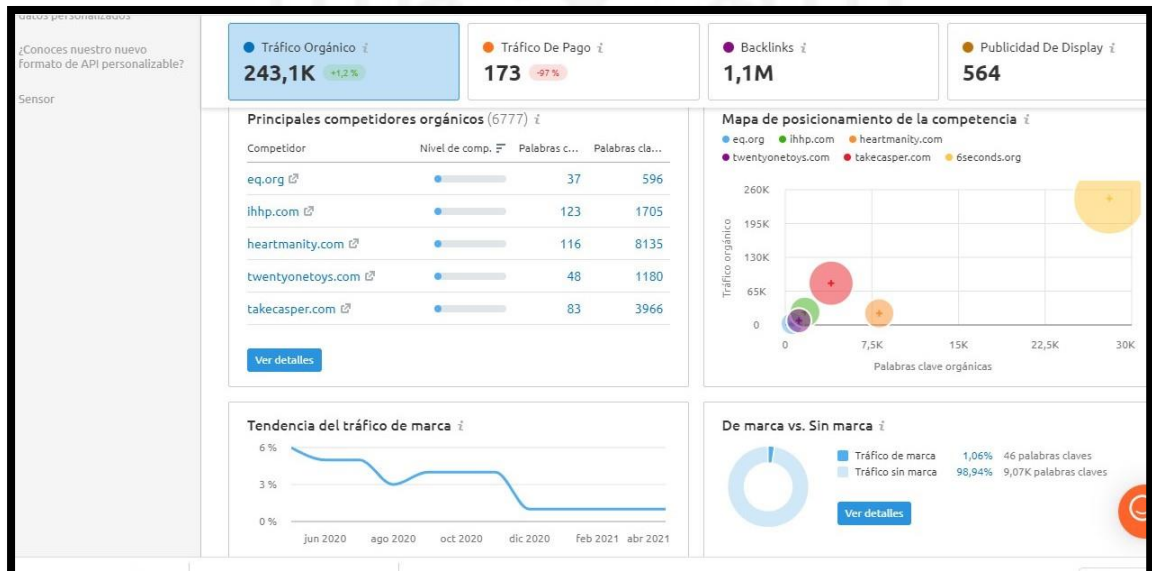 datos personalizados
¿Conoces nuestro nuevo
formato de API personalizable?
Sensor
Tráfico Orgánico i
243,1K +1,2 %
Tráfico De Pago i
173 -97 %
Backlinks i
1,1M
Publicidad De Display i
564
Principales competidores orgánicos (6777) i
Competidor Nivel de comp. Palabras c... Palabras cla...
eq.org 37 596
ihhp.com 123 1705
heartmanity.com 116 8135
twentyonetoys.com 48 1180
takecasper.com 83 3966
Ver detalles
Mapa de posicionamiento de la competencia i
eq.org ihhp.com heartmanity.com
twentyonetoys.com takecasper.com 6seconds.org
Tráfico orgánico
260K
195K
130K
65K
0
0 7,5K 15K 22,5K 30K
Palabras clave orgánicas
Tendencia del tráfico de marca i
6 %
3 %
0 %
jun 2020 ago 2020 oct 2020 dic 2020 feb 2021 abr 2021
De marca vs. Sin marca i
Tráfico de marca 1,06% 46 palabras claves
Tráfico sin marca 98,94% 9,07K palabras claves
Ver detalles